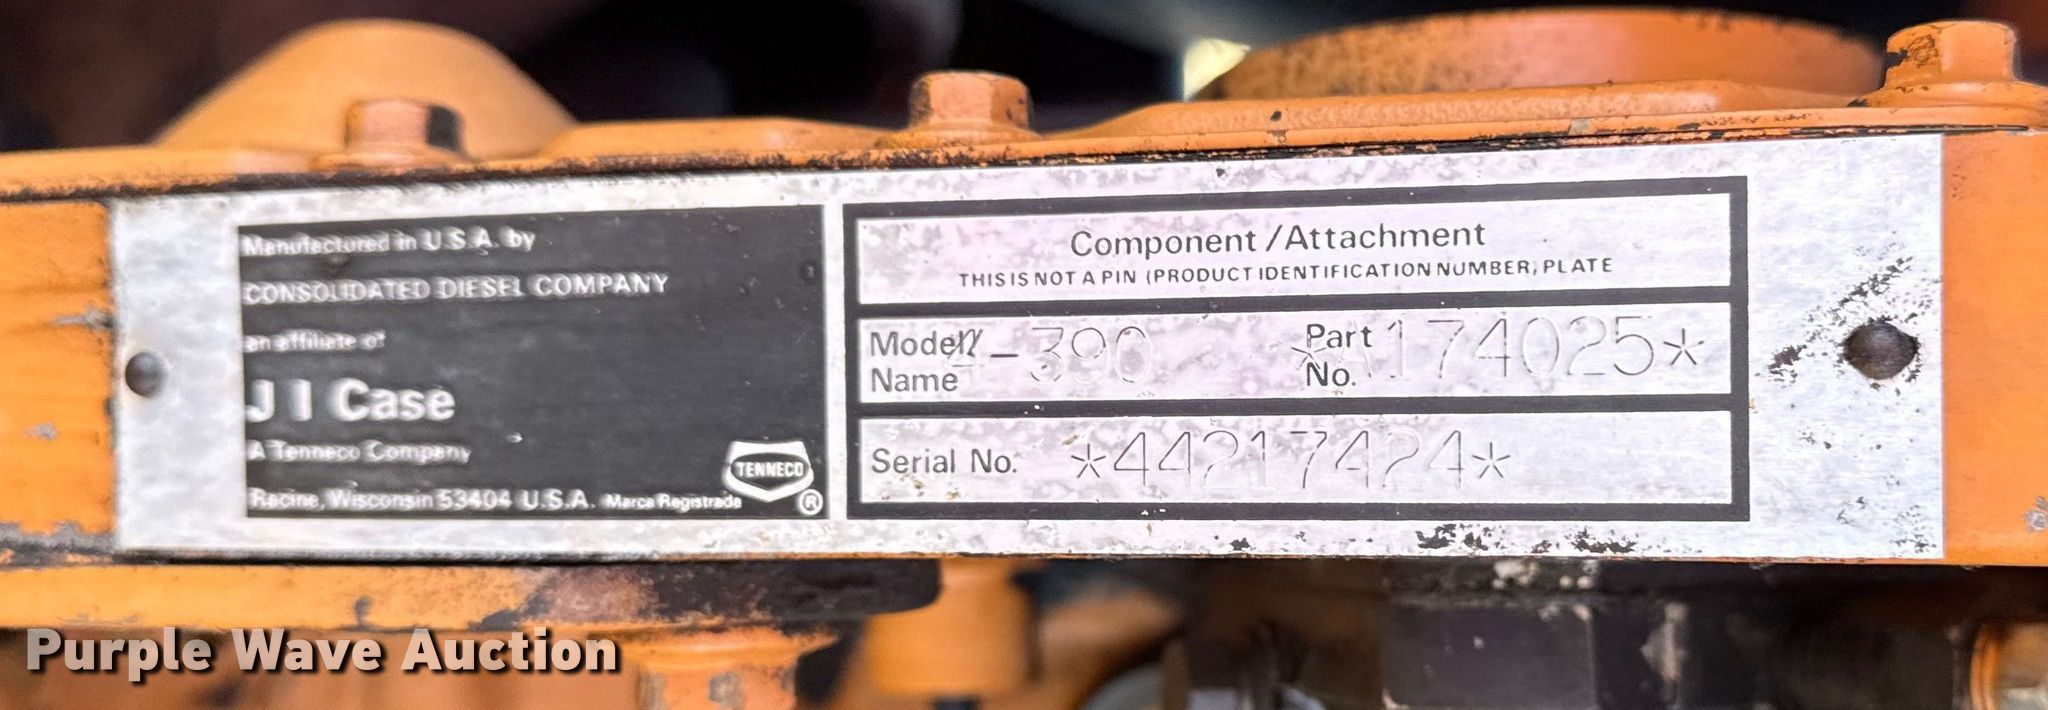 Manufactured in U.S.A. by
CONSOLIDATED DIESEL COMPANY
an affiliate of
J I Case
A Tenneco Company
TENNECO
Racine, Wisconsin 53404 U.S.A. Marca Registrada ®
Component/Attachment
THIS IS NOT A PIN (PRODUCT IDENTIFICATION NUMBER) PLATE
Model Name 4-390 Part No. *A174025*
Serial No. *44217424*
Purple Wave Auction